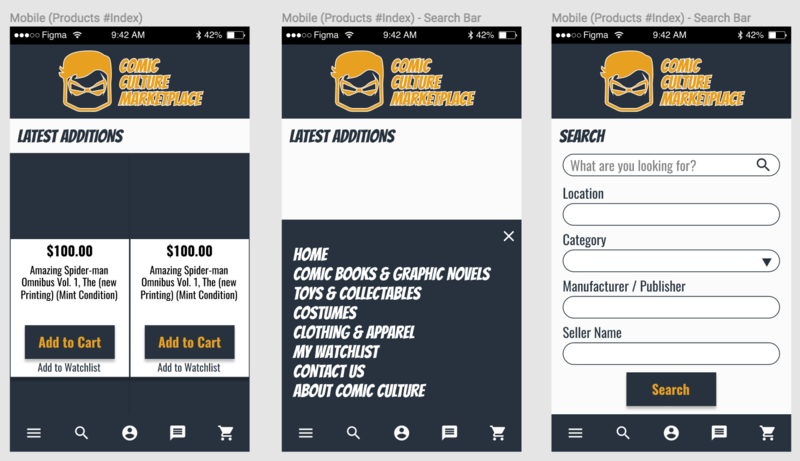 Mobile (Products #Index)
Figma 9:42 AM 42%
COMIC
CULTURE
MARKETPLACE
LATEST ADDITIONS
$100.00
Amazing Spider-man
Omnibus Vol. 1, The (new
Printing) (Mint Condition)
Add to Cart
Add to Watchlist
$100.00
Amazing Spider-man
Omnibus Vol. 1, The (new
Printing) (Mint Condition)
Add to Cart
Add to Watchlist
Mobile (Products #Index) - Search Bar
Figma 9:42 AM 42%
COMIC
CULTURE
MARKETPLACE
LATEST ADDITIONS
HOME
COMIC BOOKS & GRAPHIC NOVELS
TOYS & COLLECTABLES
COSTUMES
CLOTHING & APPAREL
MY WATCHLIST
CONTACT US
ABOUT COMIC CULTURE
Mobile (Products #Index) - Search Bar
Figma 9:42 AM 42%
COMIC
CULTURE
MARKETPLACE
SEARCH
What are you looking for?
Location
Category
Manufacturer / Publisher
Seller Name
Search